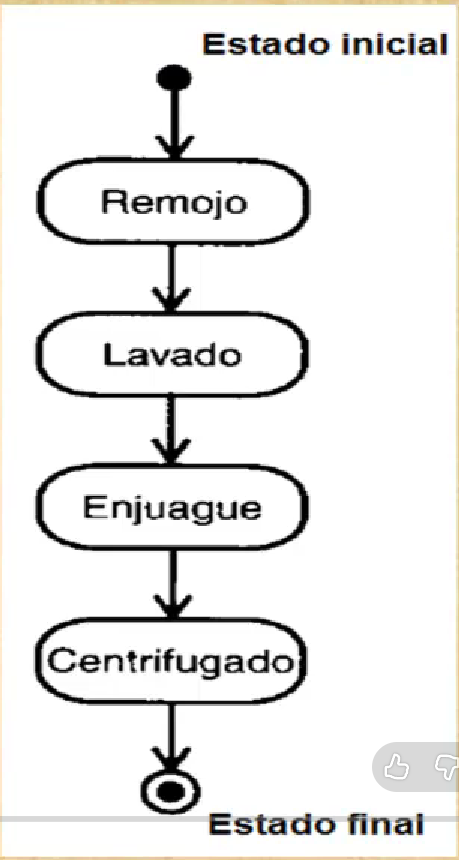 Estado inicial
Remojo
Lavado
Enjuague
Centrifugado
Estado final